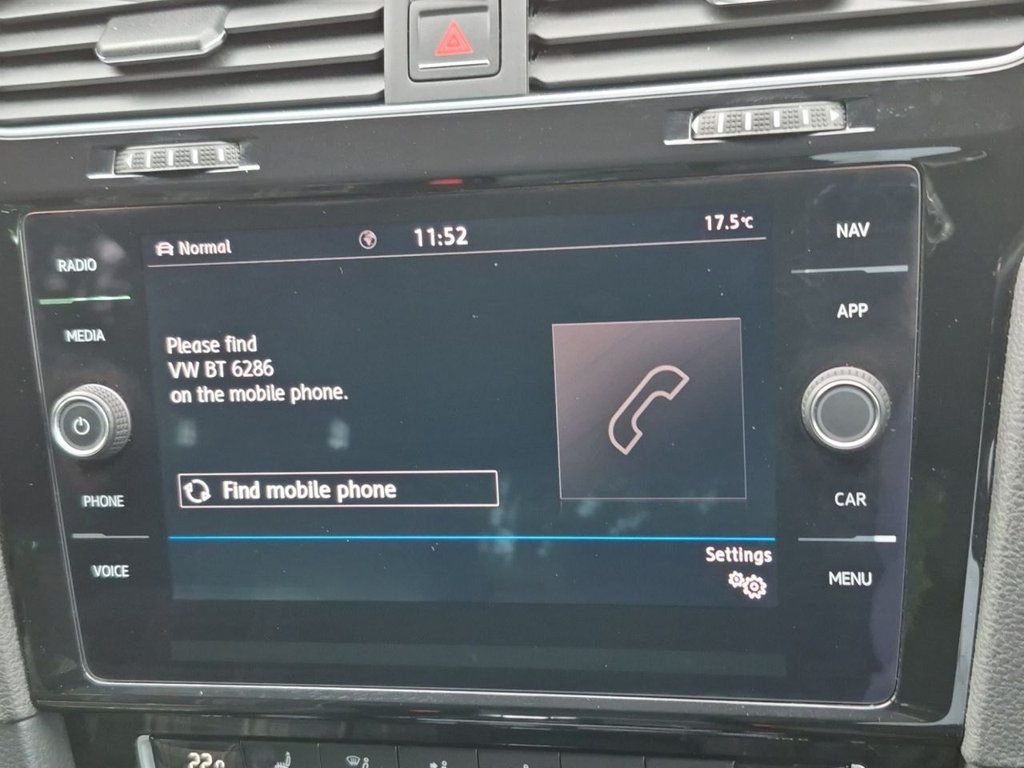 Normal
11:52
17.5°C
RADIO
MEDIA
PHONE
VOICE
Please find
VW BT 6286
on the mobile phone.
Find mobile phone
Settings
NAV
APP
CAR
MENU